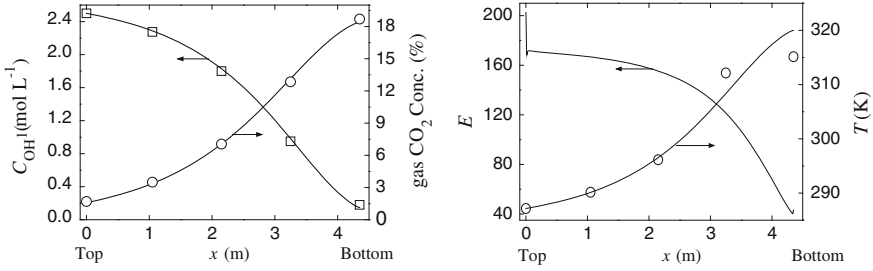 2.4
2.0
1.6
1.2
0.8
0.4
0.0
C_OH^1 (mol L⁻¹)
18
15
12
9
6
3
0
gas CO₂ Conc. (%)
0 1 2 3 4
Top x (m) Bottom
200
160
120
80
40
E
320
310
300
290
T (K)
0 1 2 3 4
Top x (m) Bottom